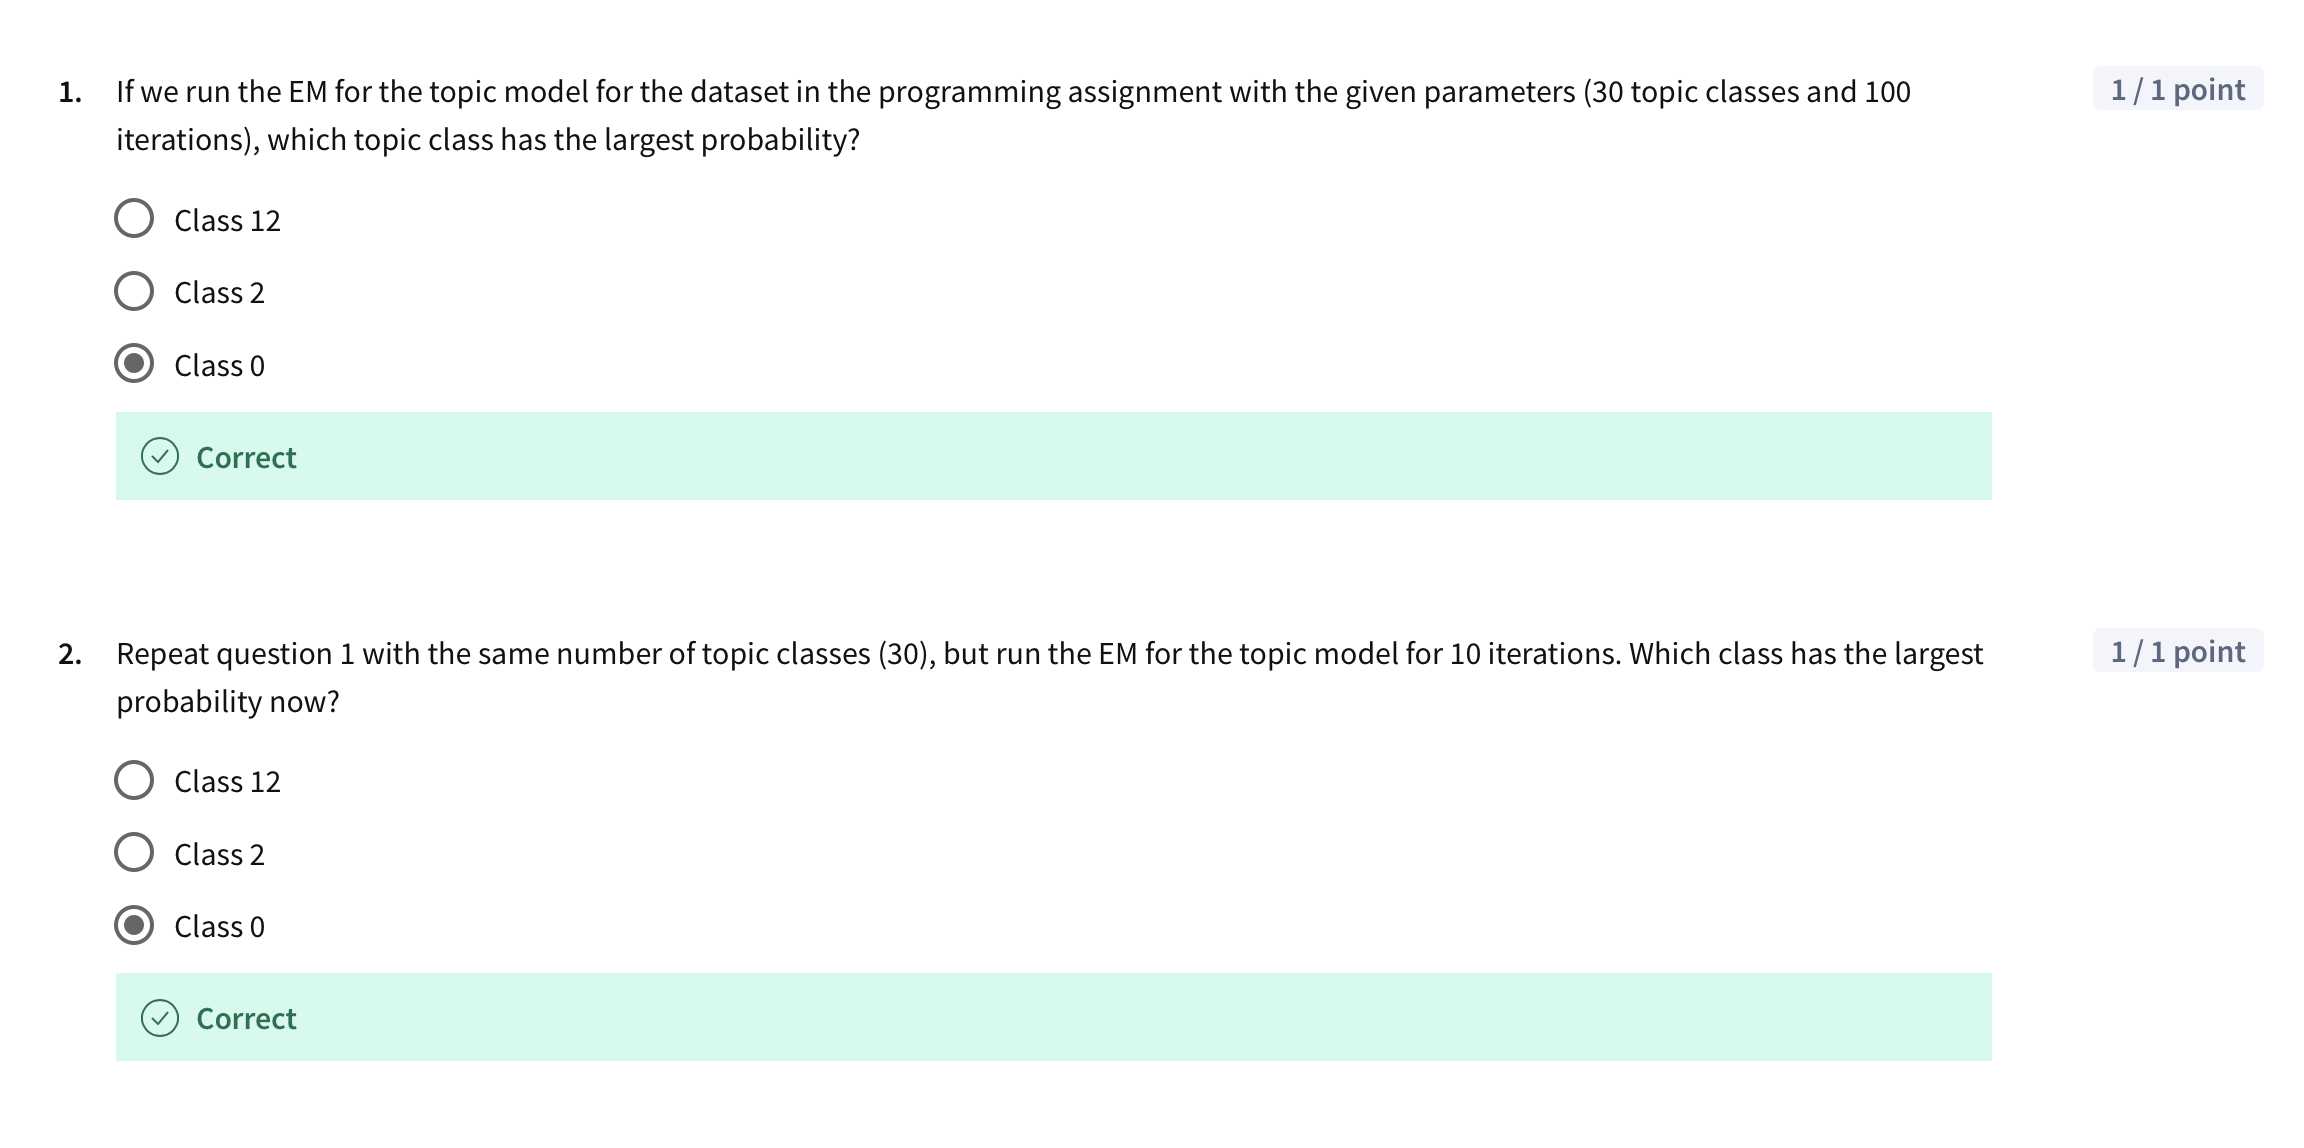 1. If we run the EM for the topic model for the dataset in the programming assignment with the given parameters (30 topic classes and 100 1 / 1 point
iterations), which topic class has the largest probability?
Class 12
Class 2
Class 0
Correct
2. Repeat question 1 with the same number of topic classes (30), but run the EM for the topic model for 10 iterations. Which class has the largest 1 / 1 point
probability now?
Class 12
Class 2
Class 0
Correct